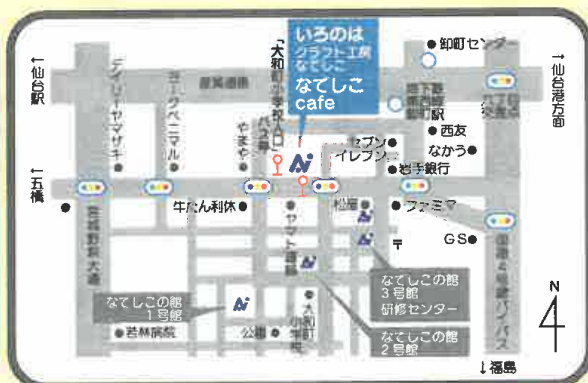 いろのは
クラフト工房
なでしこ
なでしこ
cafe
卸町センター
←仙台駅
→仙台港方面
産業道路
デイリーヤマザキ
ヨークベニマル
やまや
「大和町小学校入口」
バス停
セブン
イレブン
西友
なかう
岩手銀行
←五橋
牛たん利休
ヤマト運輸
松屋
ファミマ
〒
GS
国道4号線バイパス
宮城野萩大通
なでしこの館
1号館
なでしこの館
3号館
研修センター
なでしこの館
2号館
若林病院
公園
大和町
小学校
N
↓福島